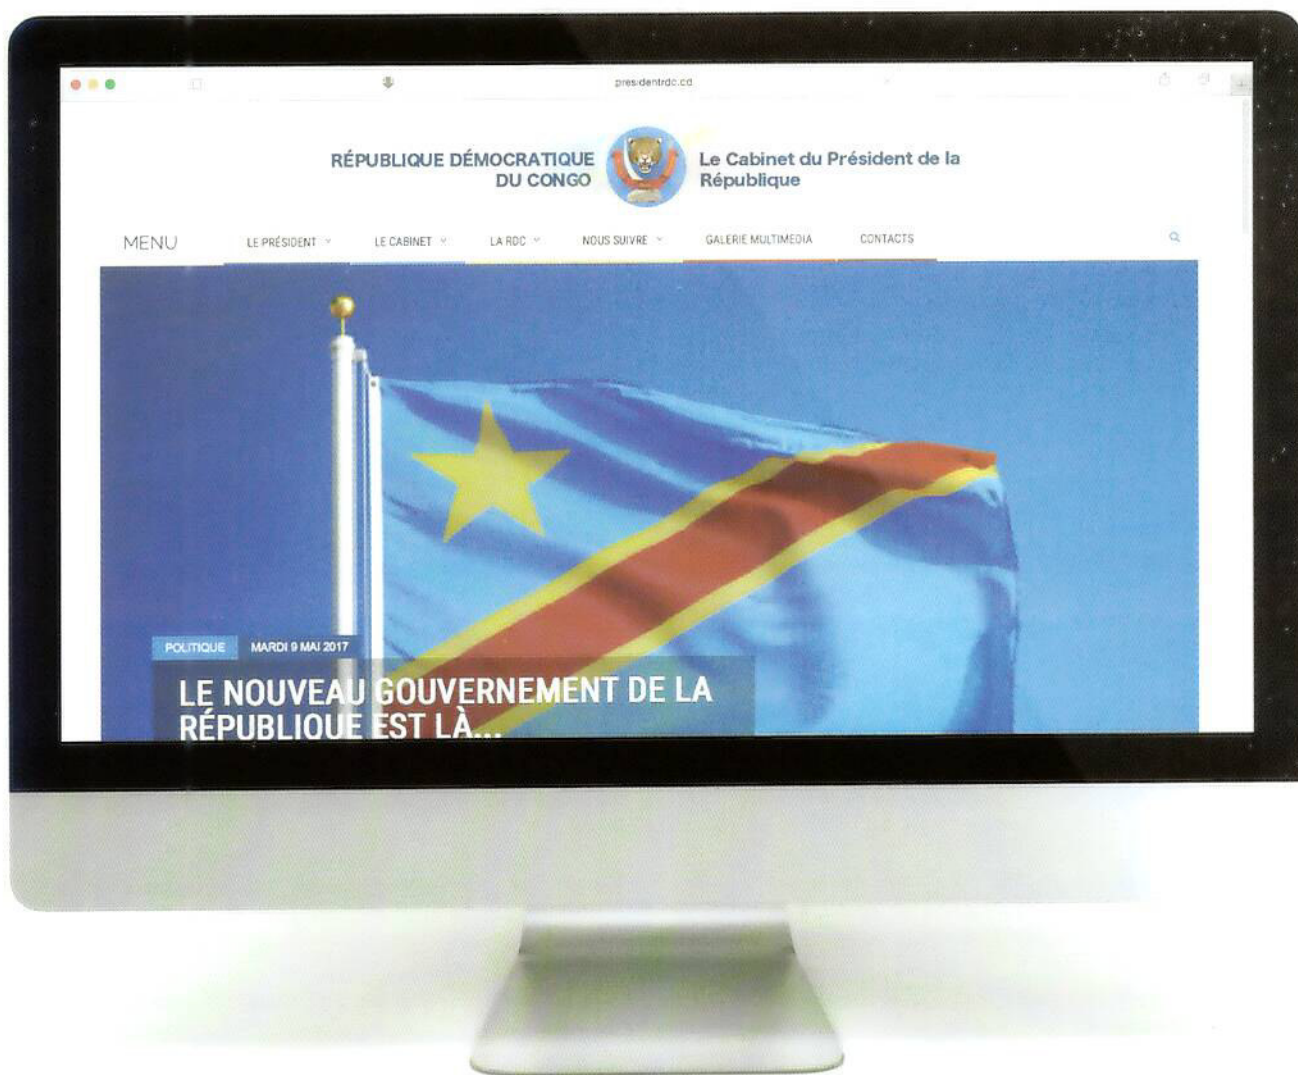 presidentrdc.cd
RÉPUBLIQUE DÉMOCRATIQUE
DU CONGO
Le Cabinet du Président de la
République
MENU
LE PRÉSIDENT
LE CABINET
LA RDC
NOUS SUIVRE
GALERIE MULTIMEDIA
CONTACTS
POLITIQUE
MARDI 9 MAI 2017
LE NOUVEAU GOUVERNEMENT DE LA
RÉPUBLIQUE EST LÀ...